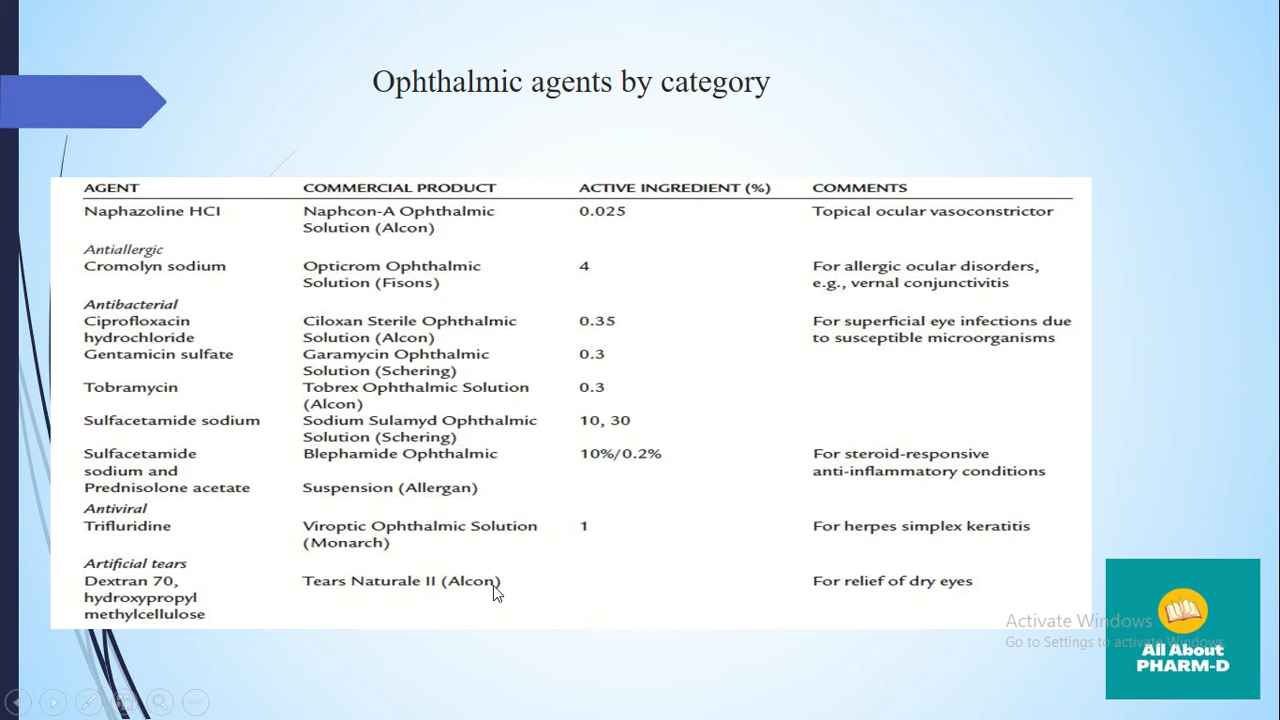 Ophthalmic agents by category
AGENT COMMERCIAL PRODUCT ACTIVE INGREDIENT (%) COMMENTS
Naphazoline HCI Naphcon-A Ophthalmic 0.025 Topical ocular vasoconstrictor
Solution (Alcon)
Antiallergic
Cromolyn sodium Opticrom Ophthalmic 4 For allergic ocular disorders,
Solution (Fisons) e.g., vernal conjunctivitis
Antibacterial
Ciprofloxacin Ciloxan Sterile Ophthalmic 0.35 For superficial eye infections due
hydrochloride Solution (Alcon) to susceptible microorganisms
Gentamicin sulfate Garamycin Ophthalmic 0.3
Solution (Schering)
Tobramycin Tobrex Ophthalmic Solution 0.3
(Alcon)
Sulfacetamide sodium Sodium Sulamyd Ophthalmic 10, 30
Solution (Schering)
Sulfacetamide Blephamide Ophthalmic 10%/0.2% For steroid-responsive
sodium and anti-inflammatory conditions
Prednisolone acetate Suspension (Allergan)
Antiviral
Trifluridine Viroptic Ophthalmic Solution 1 For herpes simplex keratitis
(Monarch)
Artificial tears
Dextran 70, Tears Naturale II (Alcon) For relief of dry eyes
hydroxypropyl
methylcellulose
Activate Windows
Go to Settings to activate Windows.
All About
PHARM-D